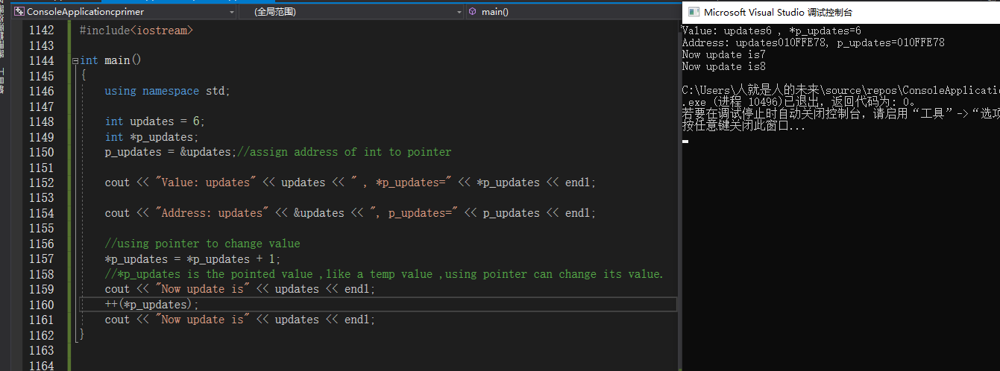 ConsoleApplicationcprimer
(全局范围)
main()
1142 #include<iostream>
1143
1144 int main()
1145 {
1146 using namespace std;
1147
1148 int updates = 6;
1149 int *p_updates;
1150 p_updates = &updates;//assign address of int to pointer
1151
1152 cout << "Value: updates" << updates << " , *p_updates=" << *p_updates << endl;
1153
1154 cout << "Address: updates" << &updates << ", p_updates=" << p_updates << endl;
1155
1156 //using pointer to change value
1157 *p_updates = *p_updates + 1;
1158 //*p_updates is the pointed value ,like a temp value ,using pointer can change its value.
1159 cout << "Now update is" << updates << endl;
1160 ++(*p_updates);
1161 cout << "Now update is" << updates << endl;
1162 }
1163
1164
Microsoft Visual Studio 调试控制台
Value: updates6 , *p_updates=6
Address: updates010FFE78, p_updates=010FFE78
Now update is7
Now update is8
C:\Users\人就是人的未来\source\repos\ConsoleApplicatio
.exe (进程 10496)已退出，返回代码为: 0。
若要在调试停止时自动关闭控制台，请启用“工具”->“选项
按任意键关闭此窗口...